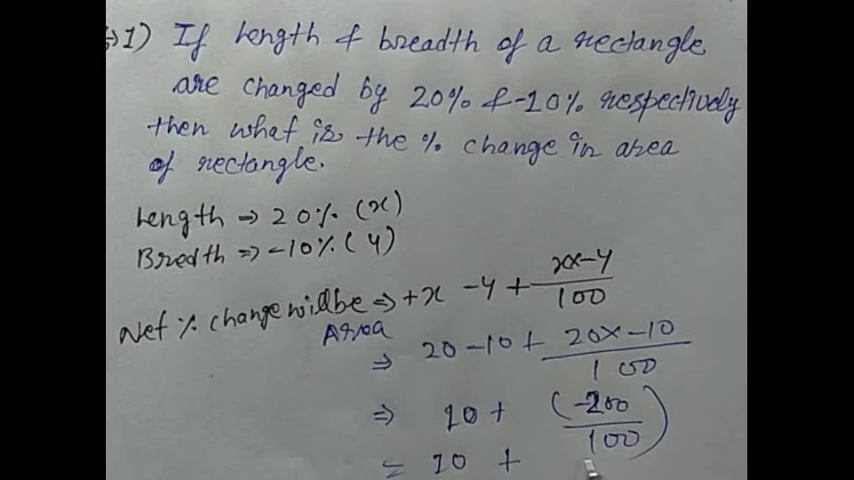 ⇒1) If Length & breadth of a rectangle
are changed by 20% & -10% respectively
then what is the % change in area
of rectangle.
Length ⇒ 20% (x)
Bredth ⇒ -10% (y)
Net % change will be ⇒ +x -y + xx-y/100
Area
⇒ 20 -10 + 20x-10/100
⇒ 10 + (-200/100)
= 10 +